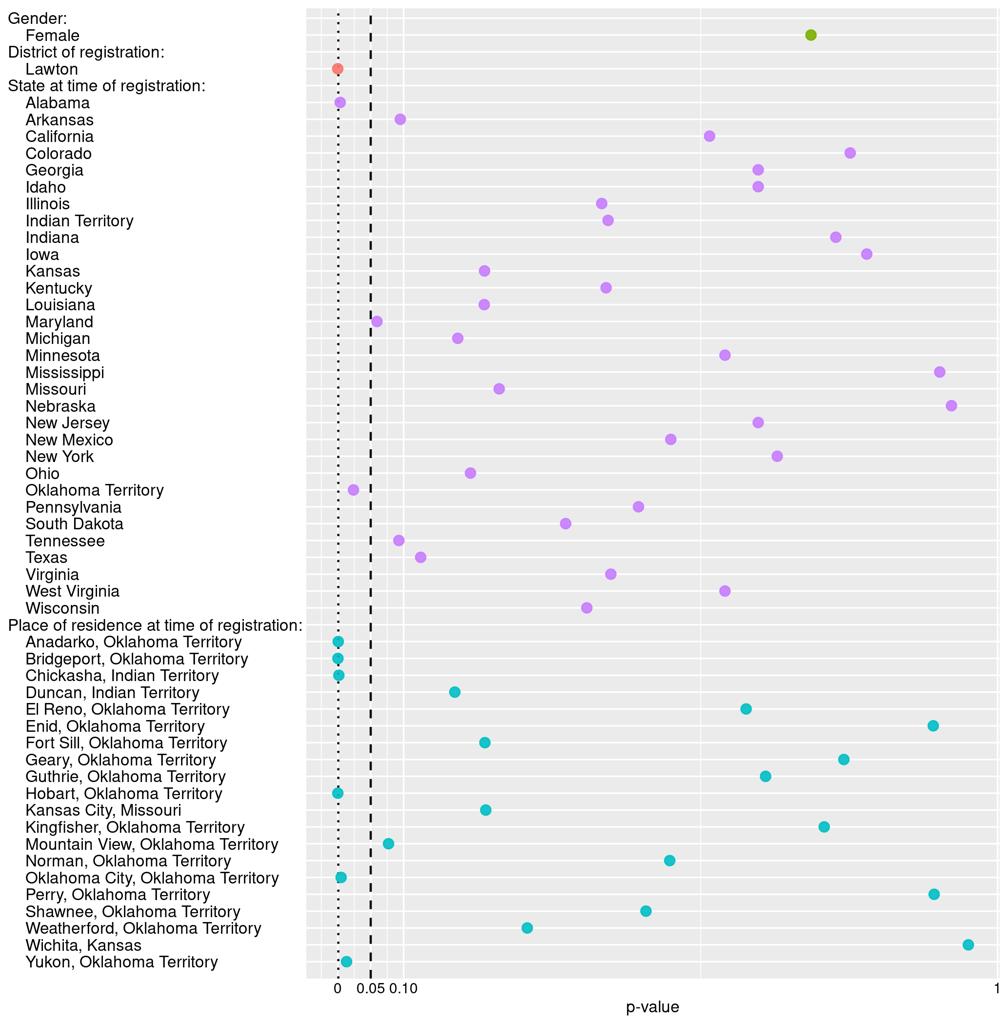 Gender:
Female
District of registration:
Lawton
State at time of registration:
Alabama
Arkansas
California
Colorado
Georgia
Idaho
Illinois
Indian Territory
Indiana
Iowa
Kansas
Kentucky
Louisiana
Maryland
Michigan
Minnesota
Mississippi
Missouri
Nebraska
New Jersey
New Mexico
New York
Ohio
Oklahoma Territory
Pennsylvania
South Dakota
Tennessee
Texas
Virginia
West Virginia
Wisconsin
Place of residence at time of registration:
Anadarko, Oklahoma Territory
Bridgeport, Oklahoma Territory
Chickasha, Indian Territory
Duncan, Indian Territory
El Reno, Oklahoma Territory
Enid, Oklahoma Territory
Fort Sill, Oklahoma Territory
Geary, Oklahoma Territory
Guthrie, Oklahoma Territory
Hobart, Oklahoma Territory
Kansas City, Missouri
Kingfisher, Oklahoma Territory
Mountain View, Oklahoma Territory
Norman, Oklahoma Territory
Oklahoma City, Oklahoma Territory
Perry, Oklahoma Territory
Shawnee, Oklahoma Territory
Weatherford, Oklahoma Territory
Wichita, Kansas
Yukon, Oklahoma Territory
0 0.05 0.10 1
p-value